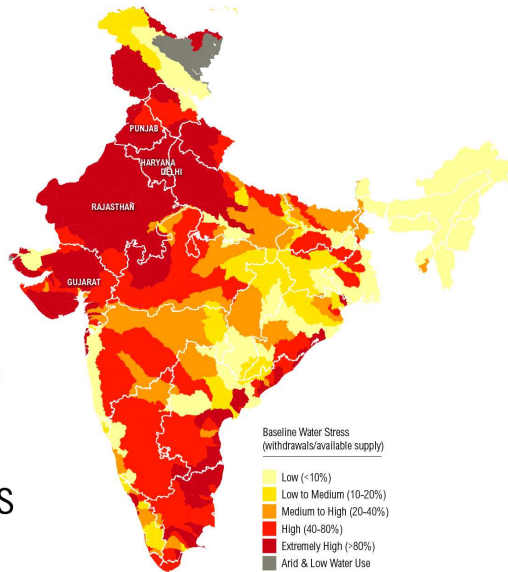 PUNJAB
HARYANA
DELHI
RAJASTHAÑ
GUJARAT
S
Baseline Water Stress
(withdrawals/available supply)
Low (<10%)
Low to Medium (10-20%)
Medium to High (20-40%)
High (40-80%)
Extremely High (>80%)
Arid & Low Water Use